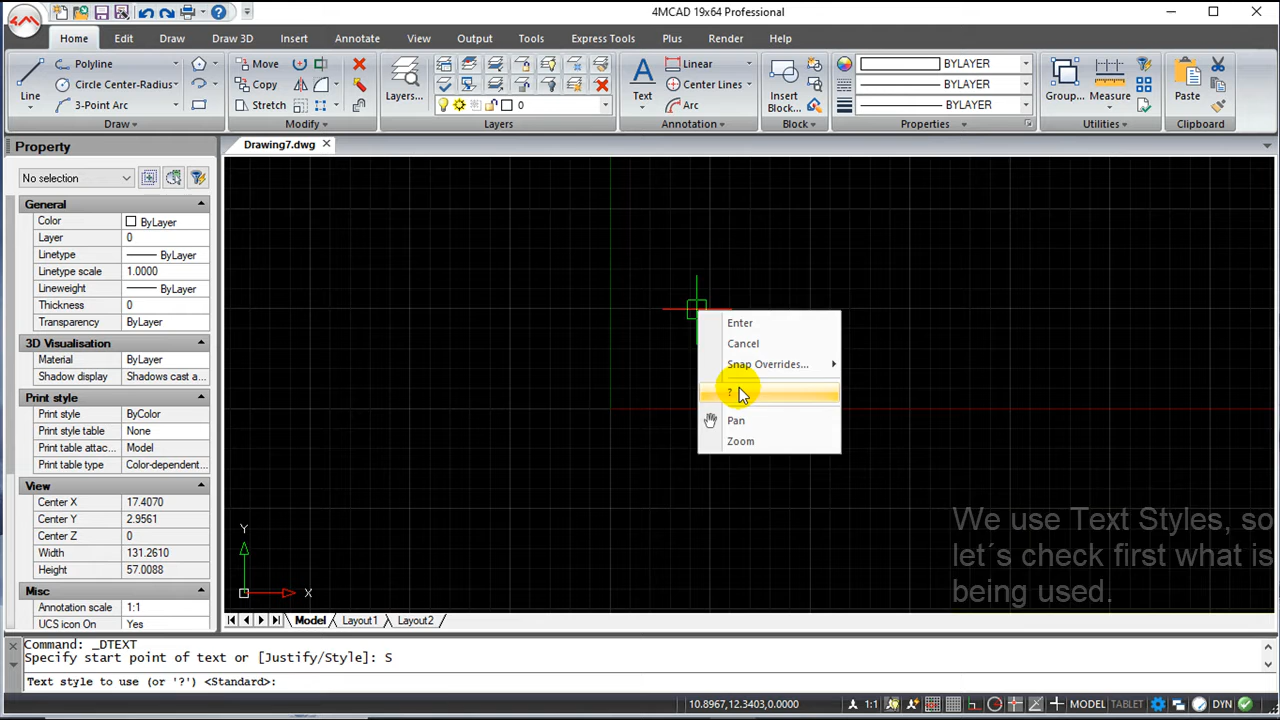 4MCAD 19x64 Professional
Home Edit Draw Draw 3D Insert Annotate View Output Tools Express Tools Plus Render Help
Line
Polyline
Circle Center-Radius
3-Point Arc
Draw
Move
Copy
Stretch
Modify
Layers...
0
Layers
Text
Linear
Center Lines
Arc
Annotation
Insert
Block...
Block
BYLAYER
BYLAYER
BYLAYER
Properties
Group...
Measure
Utilities
Paste
Clipboard
Property
Drawing7.dwg
No selection
General
Color ByLayer
Layer 0
Linetype ByLayer
Linetype scale 1.0000
Lineweight ByLayer
Thickness 0
Transparency ByLayer
3D Visualisation
Material ByLayer
Shadow display Shadows cast a...
Print style
Print style ByColor
Print style table None
Print table attac... Model
Print table type Color-dependent...
View
Center X 17.4070
Center Y 2.9561
Center Z 0
Width 131.2610
Height 57.0088
Misc
Annotation scale 1:1
UCS icon On Yes
Enter
Cancel
Snap Overrides...
?
Pan
Zoom
We use Text Styles, so
let´s check first what is
being used.
Y
X
Model Layout1 Layout2
Command: _DTEXT
Specify start point of text or [Justify/Style]: S
Text style to use (or '?') <Standard>:
10.8967,12.3403,0.0000 1:1 MODEL TABLET DYN